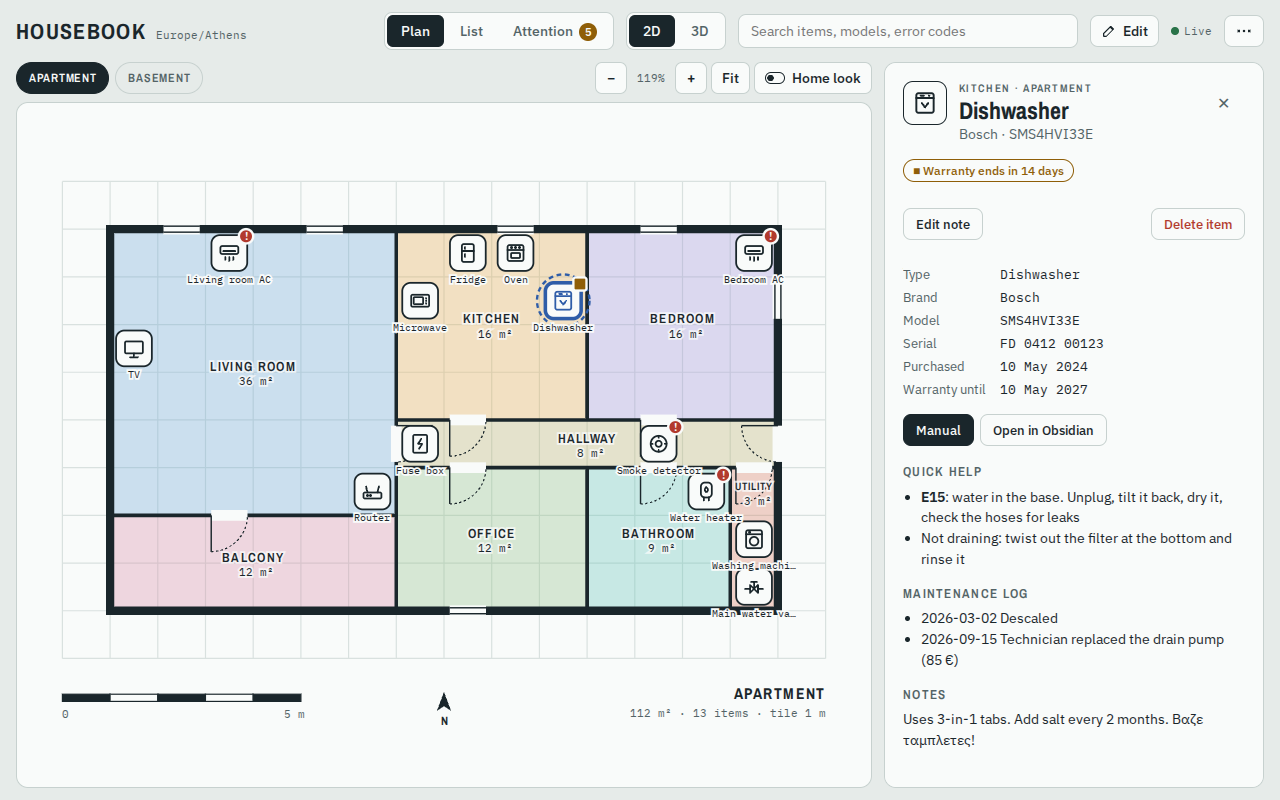 HOUSEBOOK Europe/Athens
Plan List Attention 5
2D 3D
Search items, models, error codes
Edit
Live
APARTMENT BASEMENT
− 119% + Fit Home look
Living room AC
Fridge
Oven
Bedroom AC
Microwave
KITCHEN
16 m²
Dishwasher
BEDROOM
16 m²
TV
LIVING ROOM
36 m²
Fuse box
HALLWAY
8 m²
Smoke detector
Router
Water heater
UTILITY
3 m²
OFFICE
12 m²
BATHROOM
9 m²
BALCONY
12 m²
Washing machi…
Main water va…
0 5 m
N
APARTMENT
112 m² · 13 items · tile 1 m
KITCHEN · APARTMENT
Dishwasher
Bosch · SMS4HVI33E
Warranty ends in 14 days
Edit note Delete item
Type Dishwasher
Brand Bosch
Model SMS4HVI33E
Serial FD 0412 00123
Purchased 10 May 2024
Warranty until 10 May 2027
Manual Open in Obsidian
QUICK HELP
• E15: water in the base. Unplug, tilt it back, dry it,
check the hoses for leaks
• Not draining: twist out the filter at the bottom and
rinse it
MAINTENANCE LOG
• 2026-03-02 Descaled
• 2026-09-15 Technician replaced the drain pump
(85 €)
NOTES
Uses 3-in-1 tabs. Add salt every 2 months. Βαζε
ταμπλετες!